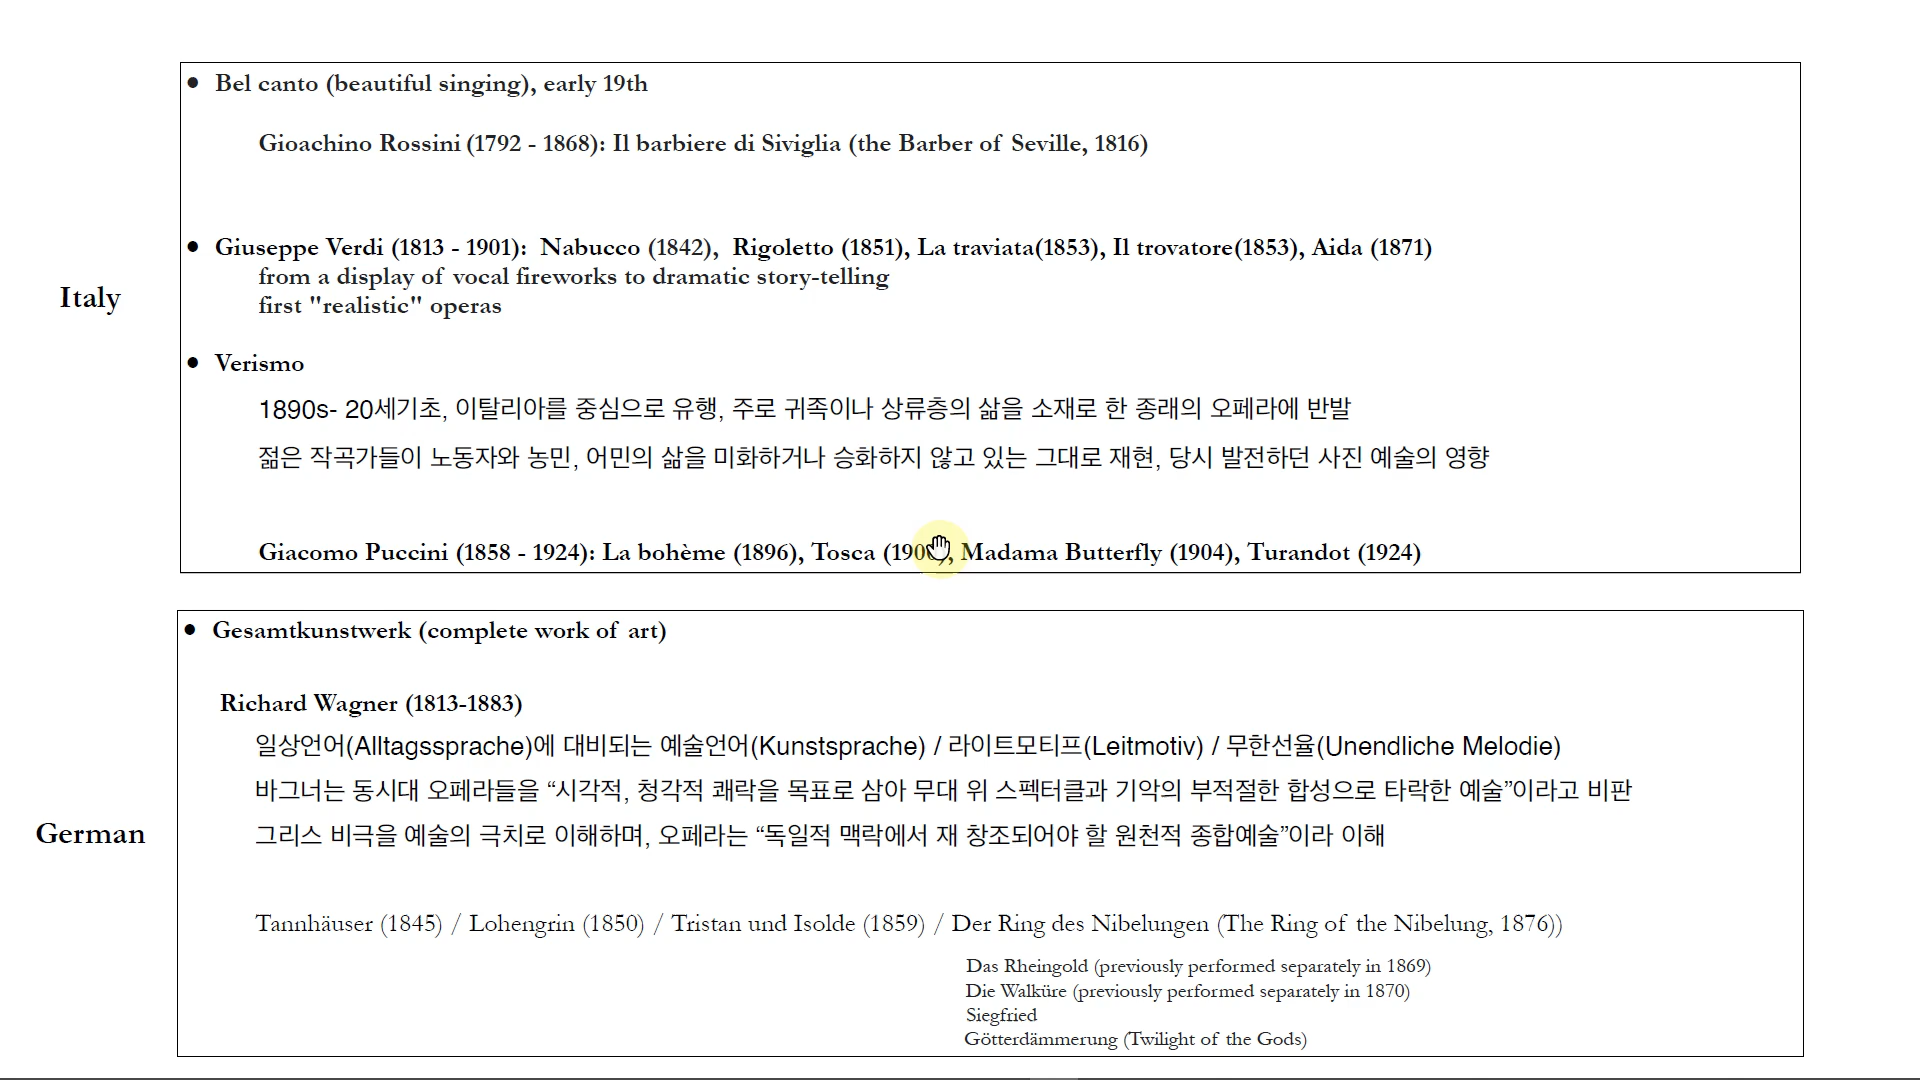 Italy
• Bel canto (beautiful singing), early 19th
Gioachino Rossini (1792 - 1868): Il barbiere di Siviglia (the Barber of Seville, 1816)
• Giuseppe Verdi (1813 - 1901): Nabucco (1842), Rigoletto (1851), La traviata(1853), Il trovatore(1853), Aida (1871)
from a display of vocal fireworks to dramatic story-telling
first "realistic" operas
• Verismo
1890s- 20세기초, 이탈리아를 중심으로 유행, 주로 귀족이나 상류층의 삶을 소재로 한 종래의 오페라에 반발
젊은 작곡가들이 노동자와 농민, 어민의 삶을 미화하거나 승화하지 않고 있는 그대로 재현, 당시 발전하던 사진 예술의 영향
Giacomo Puccini (1858 - 1924): La bohème (1896), Tosca (1900), Madama Butterfly (1904), Turandot (1924)
German
• Gesamtkunstwerk (complete work of art)
Richard Wagner (1813-1883)
일상언어(Alltagssprache)에 대비되는 예술언어(Kunstsprache) / 라이트모티프(Leitmotiv) / 무한선율(Unendliche Melodie)
바그너는 동시대 오페라들을 “시각적, 청각적 쾌락을 목표로 삼아 무대 위 스펙터클과 기악의 부적절한 합성으로 타락한 예술”이라고 비판
그리스 비극을 예술의 극치로 이해하며, 오페라는 “독일적 맥락에서 재 창조되어야 할 원천적 종합예술”이라 이해
Tannhäuser (1845) / Lohengrin (1850) / Tristan und Isolde (1859) / Der Ring des Nibelungen (The Ring of the Nibelung, 1876))
Das Rheingold (previously performed separately in 1869)
Die Walküre (previously performed separately in 1870)
Siegfried
Götterdämmerung (Twilight of the Gods)